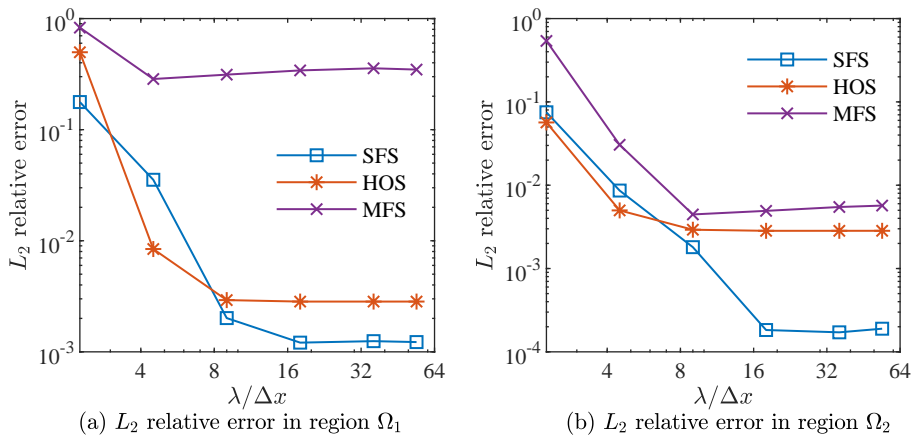 10^0
10^-1
10^-2
10^-3
L_2 relative error
4
8
16
32
64
λ/Δx
SFS
HOS
MFS
(a) L_2 relative error in region Ω_1
10^0
10^-1
10^-2
10^-3
10^-4
L_2 relative error
4
8
16
32
64
λ/Δx
SFS
HOS
MFS
(b) L_2 relative error in region Ω_2